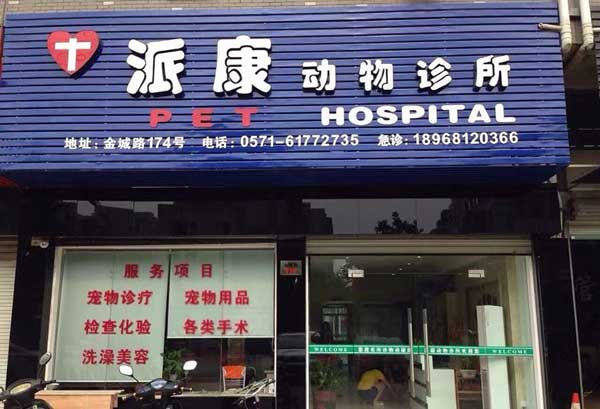 派康 动物诊所
PET HOSPITAL
地址:金城路174号 电话:0571-61772735 急诊:18968120366
服务项目
宠物诊疗 宠物用品
检查化验 各类手术
洗澡美容
WELCOME WELCOME